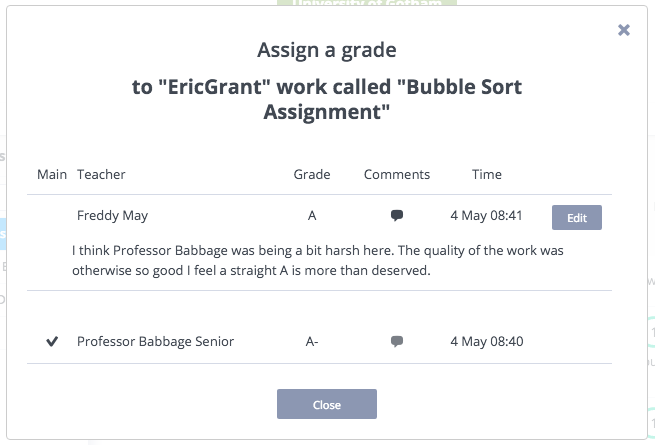 University of Gotham
Assign a grade
to "EricGrant" work called "Bubble Sort
Assignment"
Main Teacher Grade Comments Time
Freddy May A 4 May 08:41 Edit
I think Professor Babbage was being a bit harsh here. The quality of the work was
otherwise so good I feel a straight A is more than deserved.
Professor Babbage Senior A- 4 May 08:40
Close